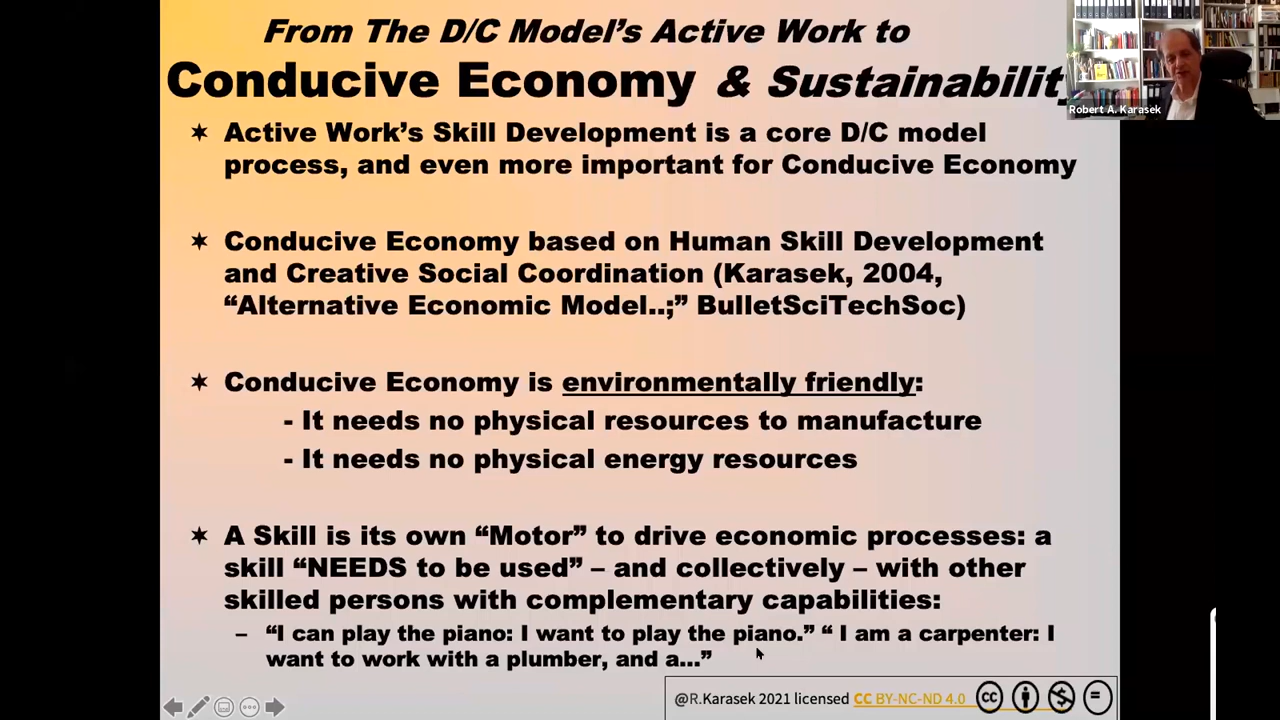 From The D/C Model’s Active Work to
Conducive Economy & Sustainability
Robert A. Karasek
✶ Active Work’s Skill Development is a core D/C model
process, and even more important for Conducive Economy
✶ Conducive Economy based on Human Skill Development
and Creative Social Coordination (Karasek, 2004,
“Alternative Economic Model..;” BulletSciTechSoc)
✶ Conducive Economy is environmentally friendly:
- It needs no physical resources to manufacture
- It needs no physical energy resources
✶ A Skill is its own “Motor” to drive economic processes: a
skill “NEEDS to be used” – and collectively – with other
skilled persons with complementary capabilities:
– “I can play the piano: I want to play the piano.” “ I am a carpenter: I
want to work with a plumber, and a…”
@R.Karasek 2021 licensed CC BY-NC-ND 4.0